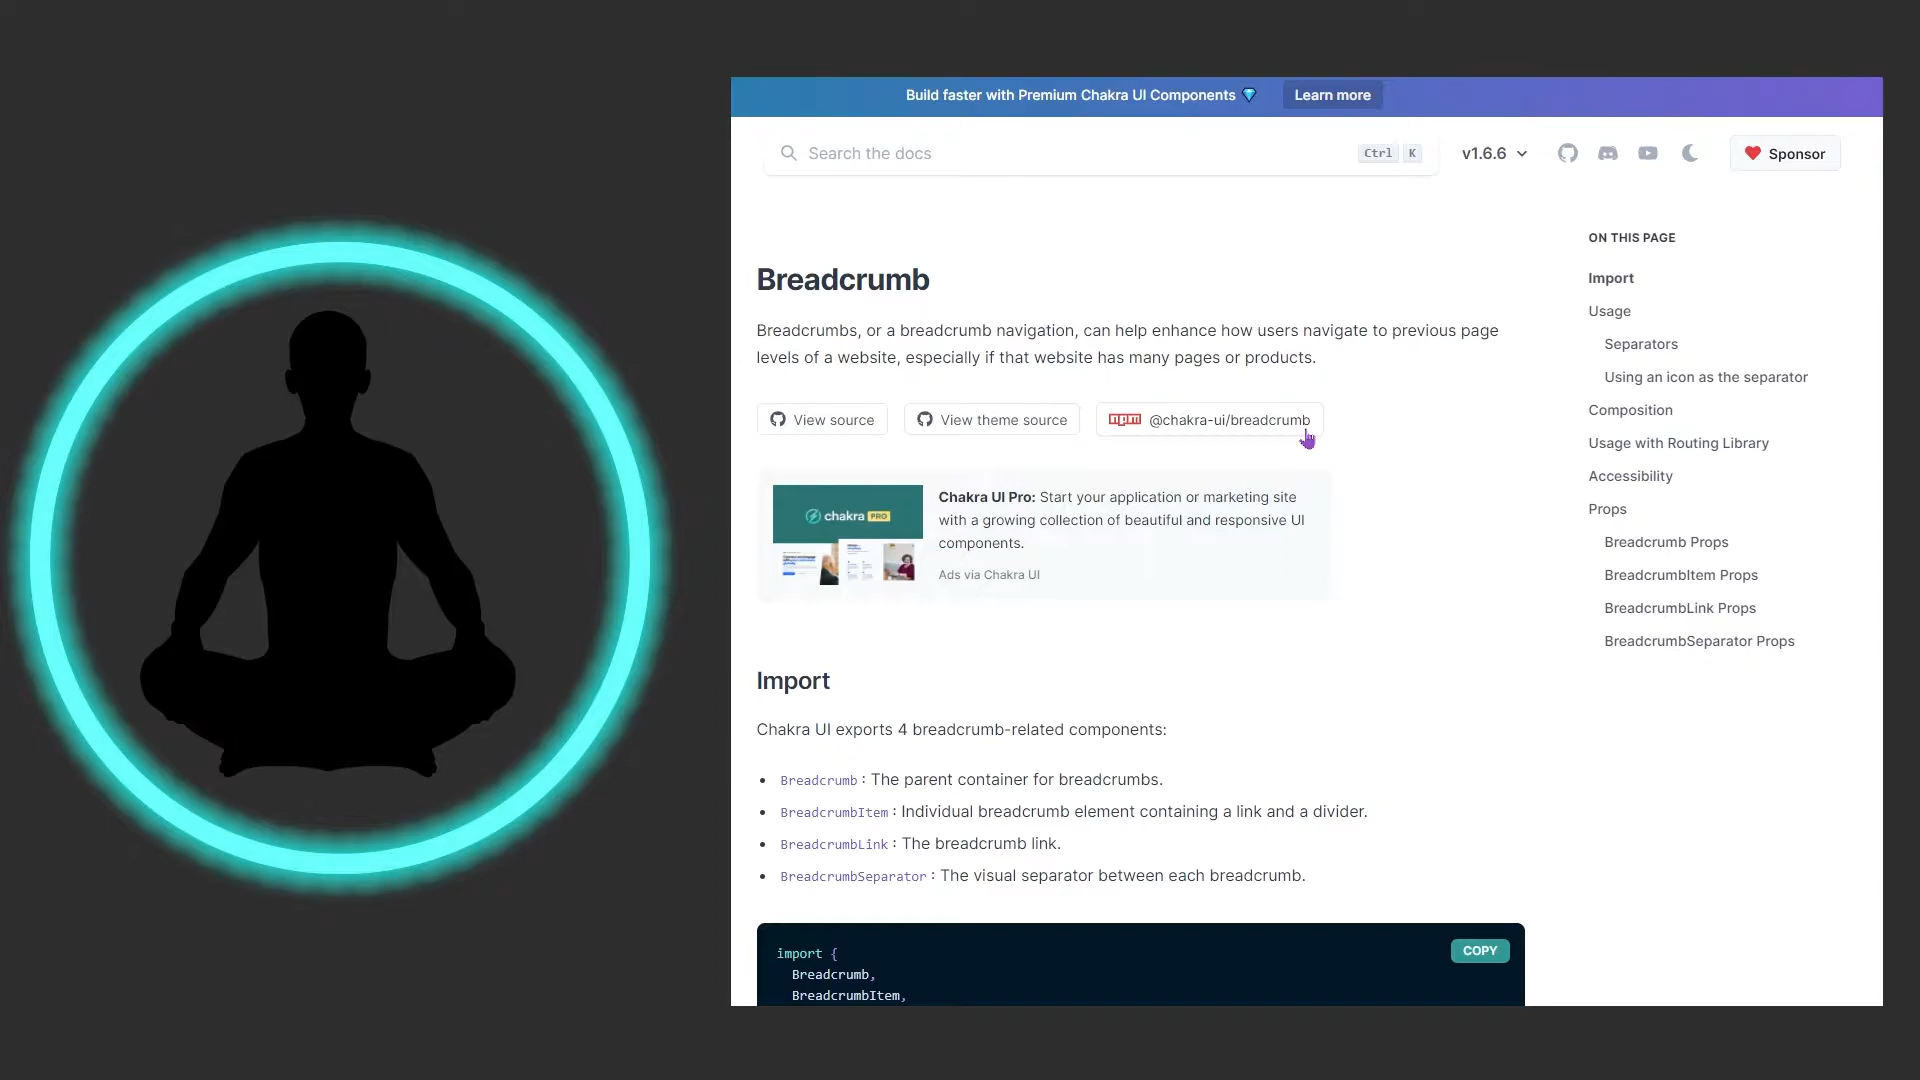 Build faster with Premium Chakra UI Components 💎 Learn more
Search the docs Ctrl K v1.6.6 Sponsor
Breadcrumb
Breadcrumbs, or a breadcrumb navigation, can help enhance how users navigate to previous page
levels of a website, especially if that website has many pages or products.
View source View theme source npm @chakra-ui/breadcrumb
chakra PRO
Chakra UI Pro: Start your application or marketing site
with a growing collection of beautiful and responsive UI
components.
Ads via Chakra UI
Import
Chakra UI exports 4 breadcrumb-related components:
• Breadcrumb : The parent container for breadcrumbs.
• BreadcrumbItem : Individual breadcrumb element containing a link and a divider.
• BreadcrumbLink : The breadcrumb link.
• BreadcrumbSeparator : The visual separator between each breadcrumb.
COPY
import {
Breadcrumb,
BreadcrumbItem,
ON THIS PAGE
Import
Usage
Separators
Using an icon as the separator
Composition
Usage with Routing Library
Accessibility
Props
Breadcrumb Props
BreadcrumbItem Props
BreadcrumbLink Props
BreadcrumbSeparator Props